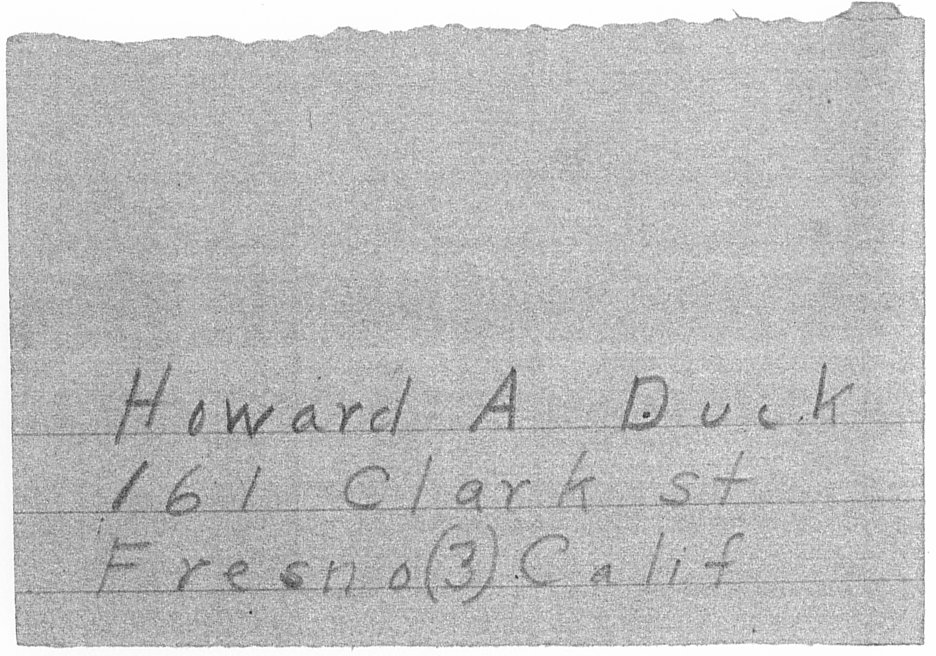 Howard A Duck
161 Clark st
Fresno(3) Calif